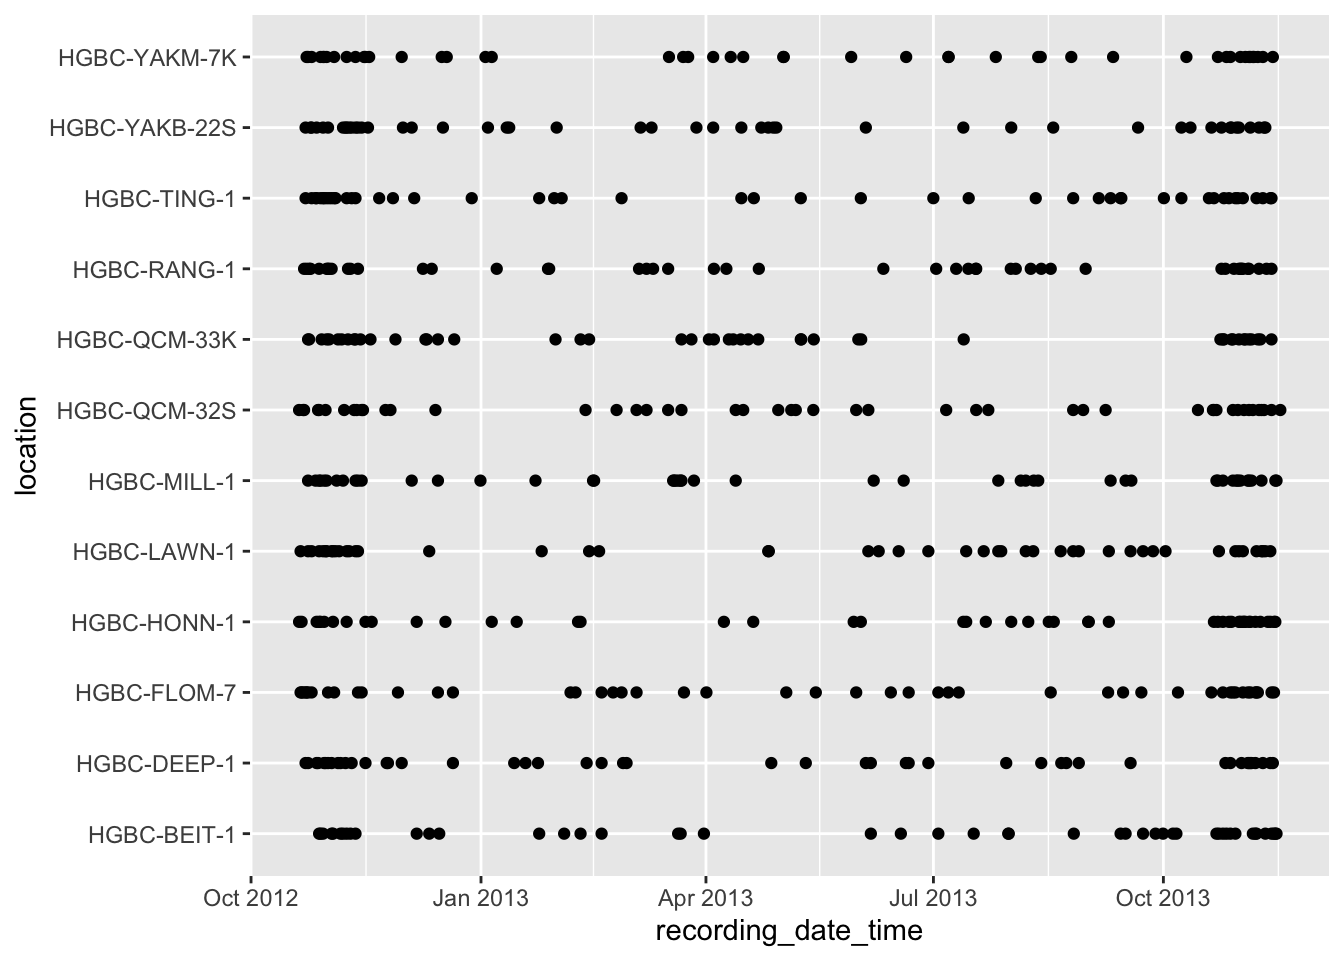 HGBC-YAKM-7K
HGBC-YAKB-22S
HGBC-TING-1
HGBC-RANG-1
HGBC-QCM-33K
HGBC-QCM-32S
HGBC-MILL-1
HGBC-LAWN-1
HGBC-HONN-1
HGBC-FLOM-7
HGBC-DEEP-1
HGBC-BEIT-1
location
Oct 2012 Jan 2013 Apr 2013 Jul 2013 Oct 2013
recording_date_time